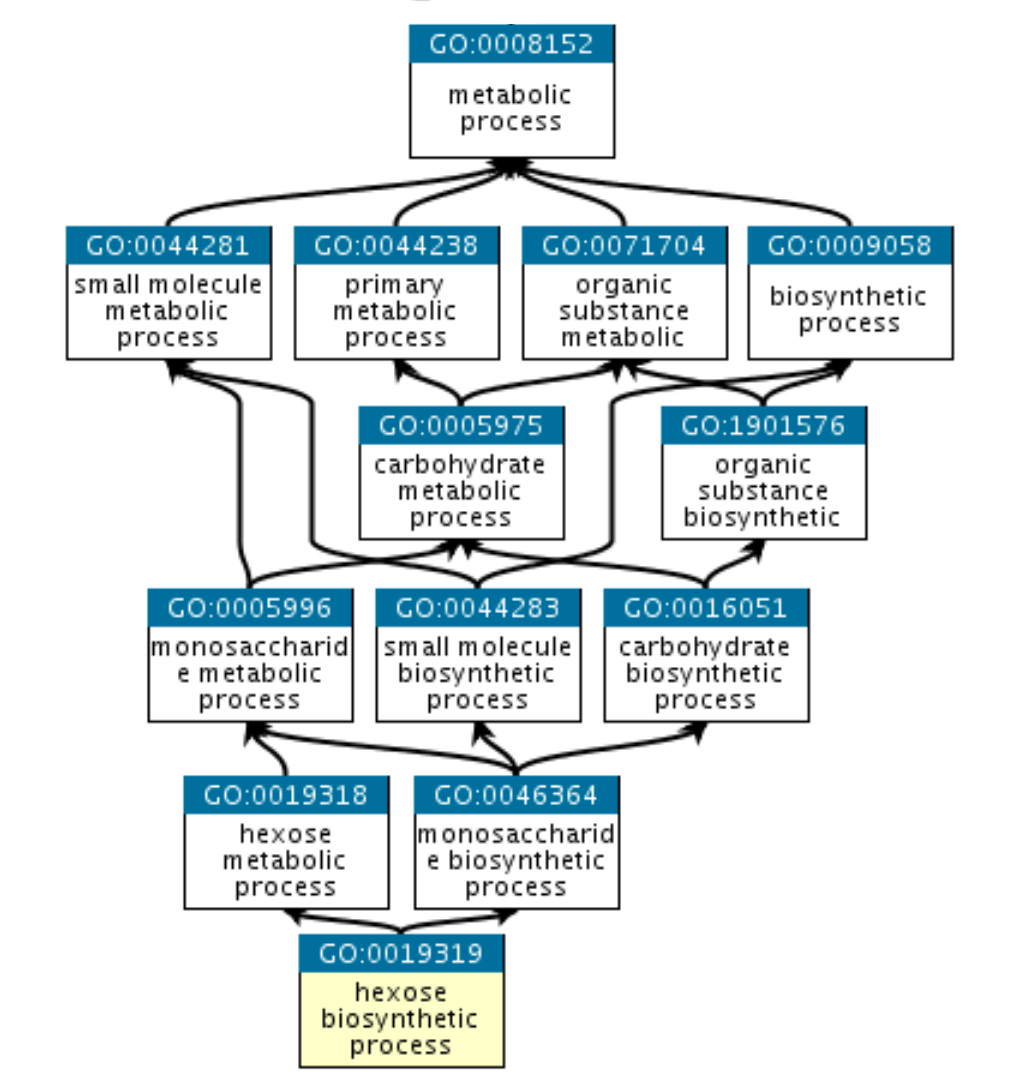 GO:0008152
metabolic
process
GO:0044281
small molecule
metabolic
process
GO:0044238
primary
metabolic
process
GO:0071704
organic
substance
metabolic
GO:0009058
biosynthetic
process
GO:0005975
carbohydrate
metabolic
process
GO:1901576
organic
substance
biosynthetic
GO:0005996
monosaccharid
e metabolic
process
GO:0044283
small molecule
biosynthetic
process
GO:0016051
carbohydrate
biosynthetic
process
GO:0019318
hexose
metabolic
process
GO:0046364
monosaccharid
e biosynthetic
process
GO:0019319
hexose
biosynthetic
process